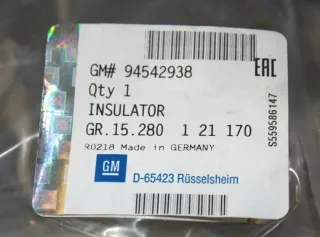 GM# 94542938
Qty 1
INSULATOR
GR.15.280 1 21 170
R0218 Made in GERMANY
GM
D-65423 Rüsselsheim
EAC
S559586147